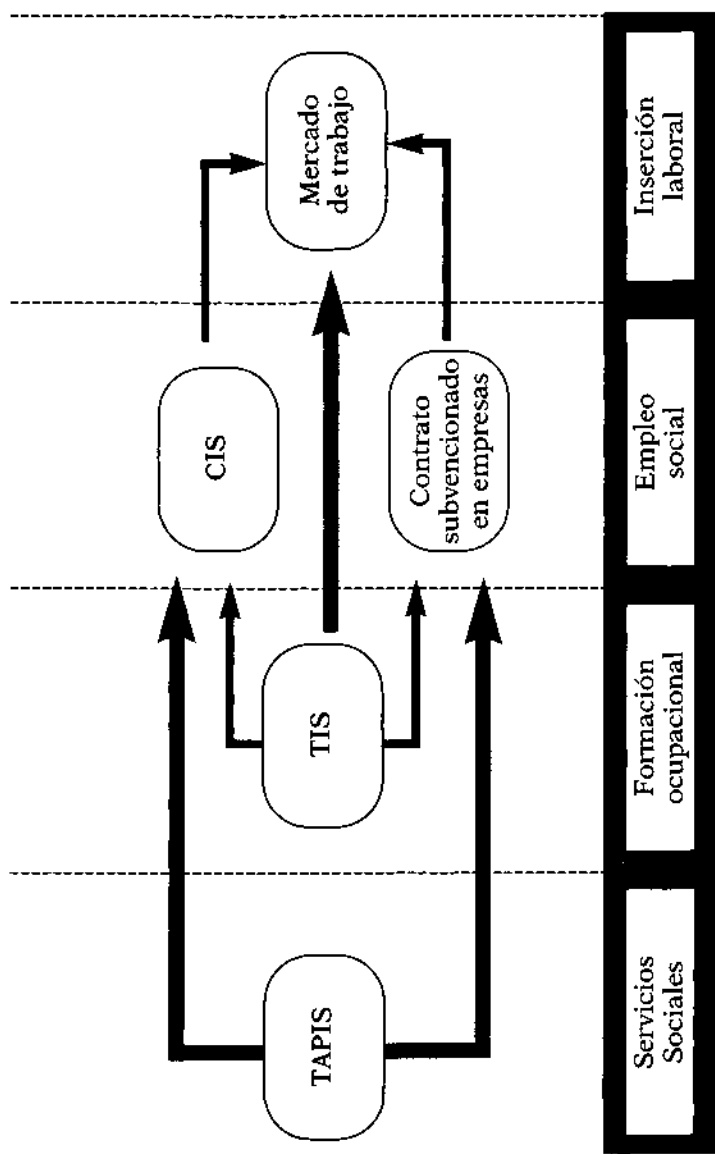 TAPIS
TIS
CIS
Contrato
subvencionado
en empresas
Mercado
de trabajo
Servicios
Sociales
Formación
ocupacional
Empleo
social
Inserción
laboral